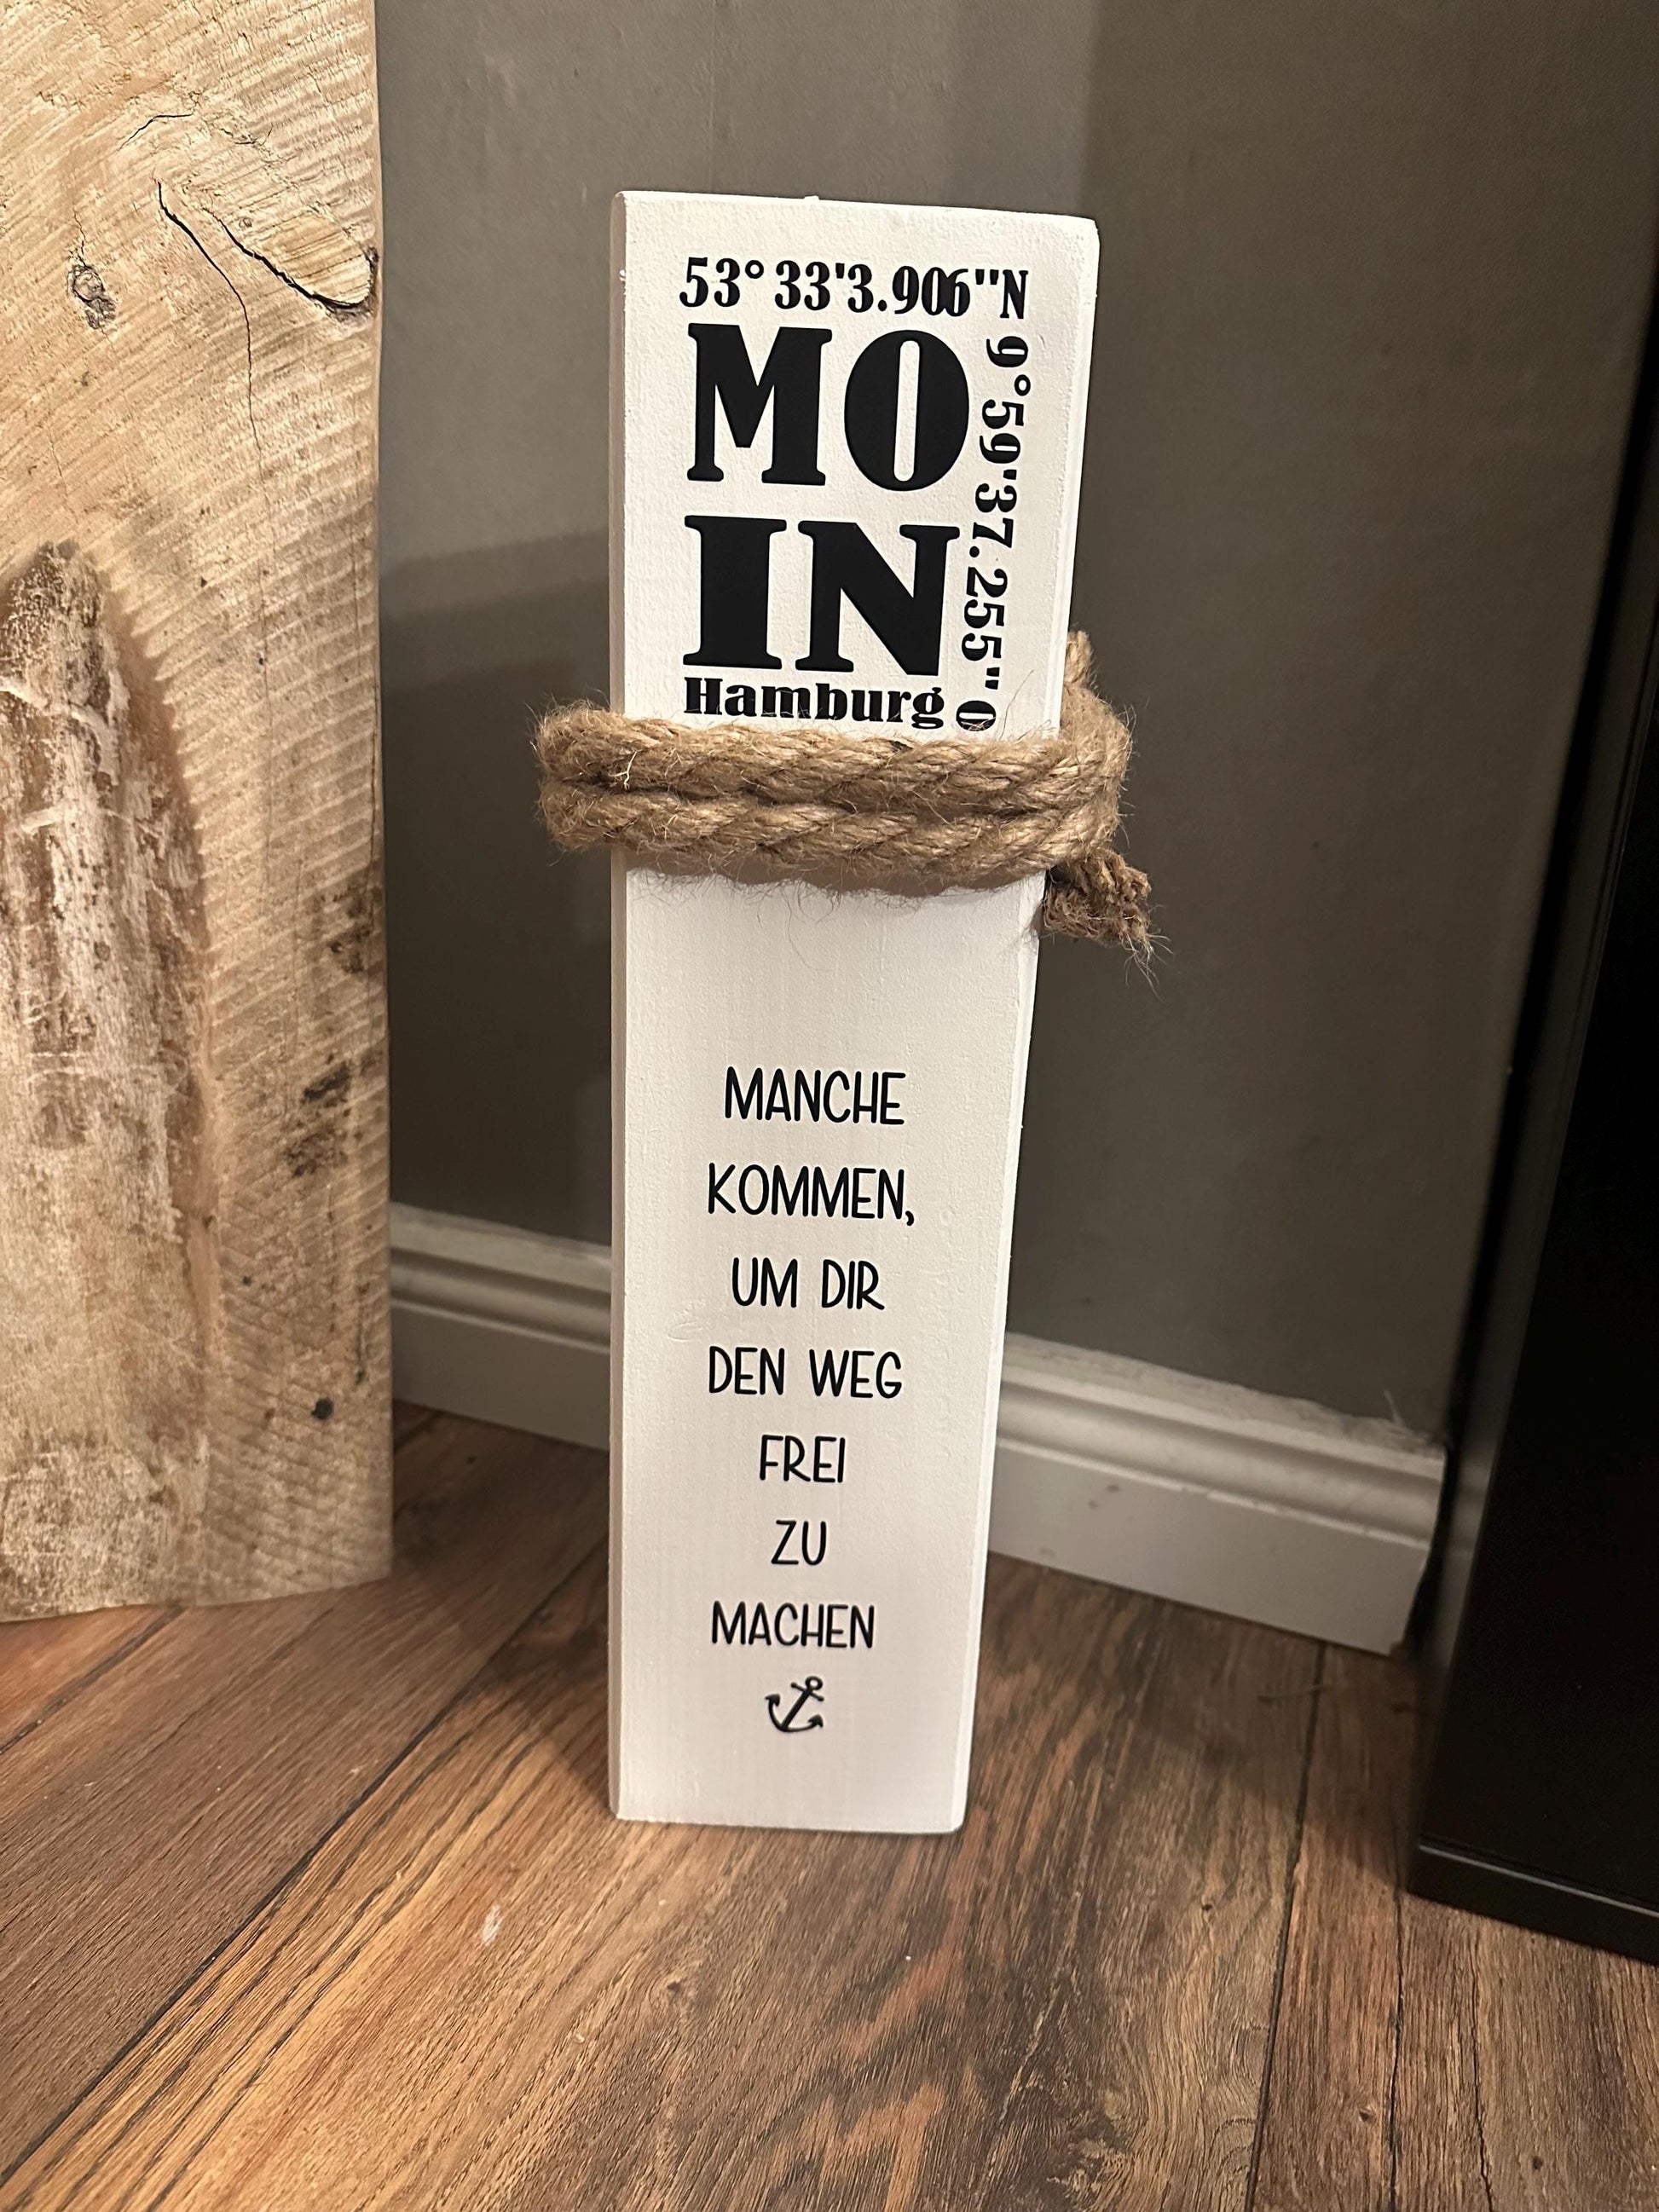 53°33'3.906"N
9°59'37.255" O
MO
IN
Hamburg
MANCHE
KOMMEN,
UM DIR
DEN WEG
FREI
ZU
MACHEN